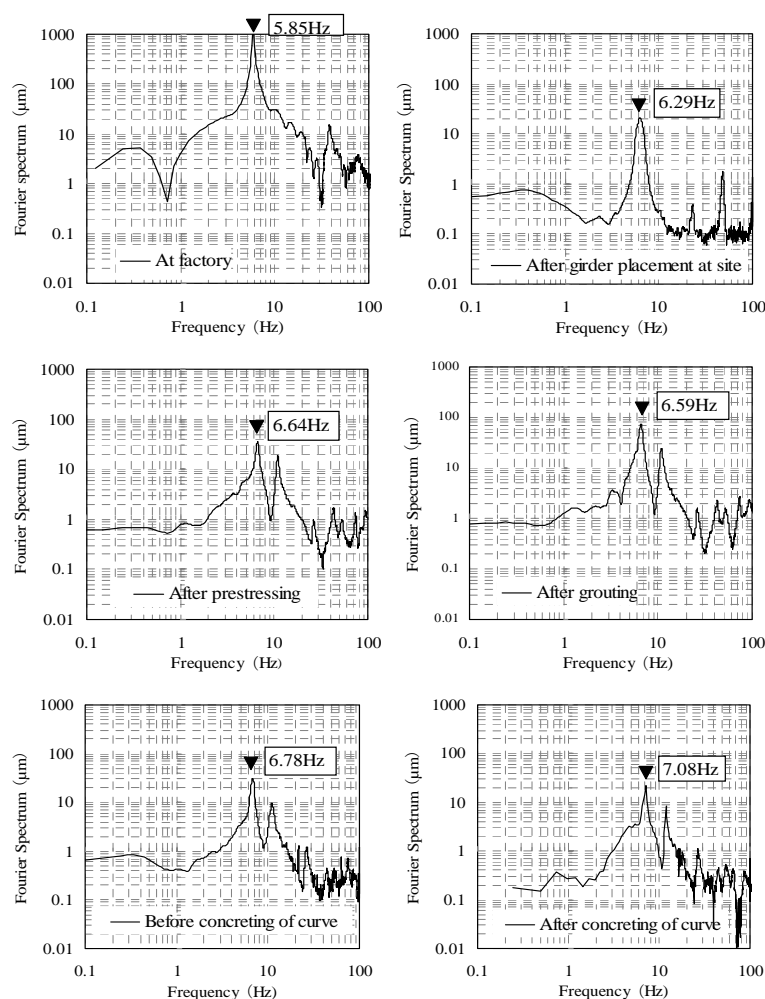 5.85Hz
1000
100
10
1
0.1
0.01
Fourier spectrum (μm)
At factory
0.1 1 10 100
Frequency (Hz)
6.29Hz
1000
100
10
1
0.1
0.01
Fourier Spectrum (μm)
After girder placement at site
0.1 1 10 100
Frequency (Hz)
6.64Hz
1000
100
10
1
0.1
0.01
Fourier Spectrum (μm)
After prestressing
0.1 1 10 100
Frequency (Hz)
6.59Hz
1000
100
10
1
0.1
0.01
Fourier Spectrum (μm)
After grouting
0.1 1 10 100
Frequency (Hz)
6.78Hz
1000
100
10
1
0.1
0.01
Fourier Spectrum (μm)
Before concreting of curve
0.1 1 10 100
Frequency (Hz)
7.08Hz
1000
100
10
1
0.1
0.01
Fourier Spectrum (μm)
After concreting of curve
0.1 1 10 100
Frequency (Hz)